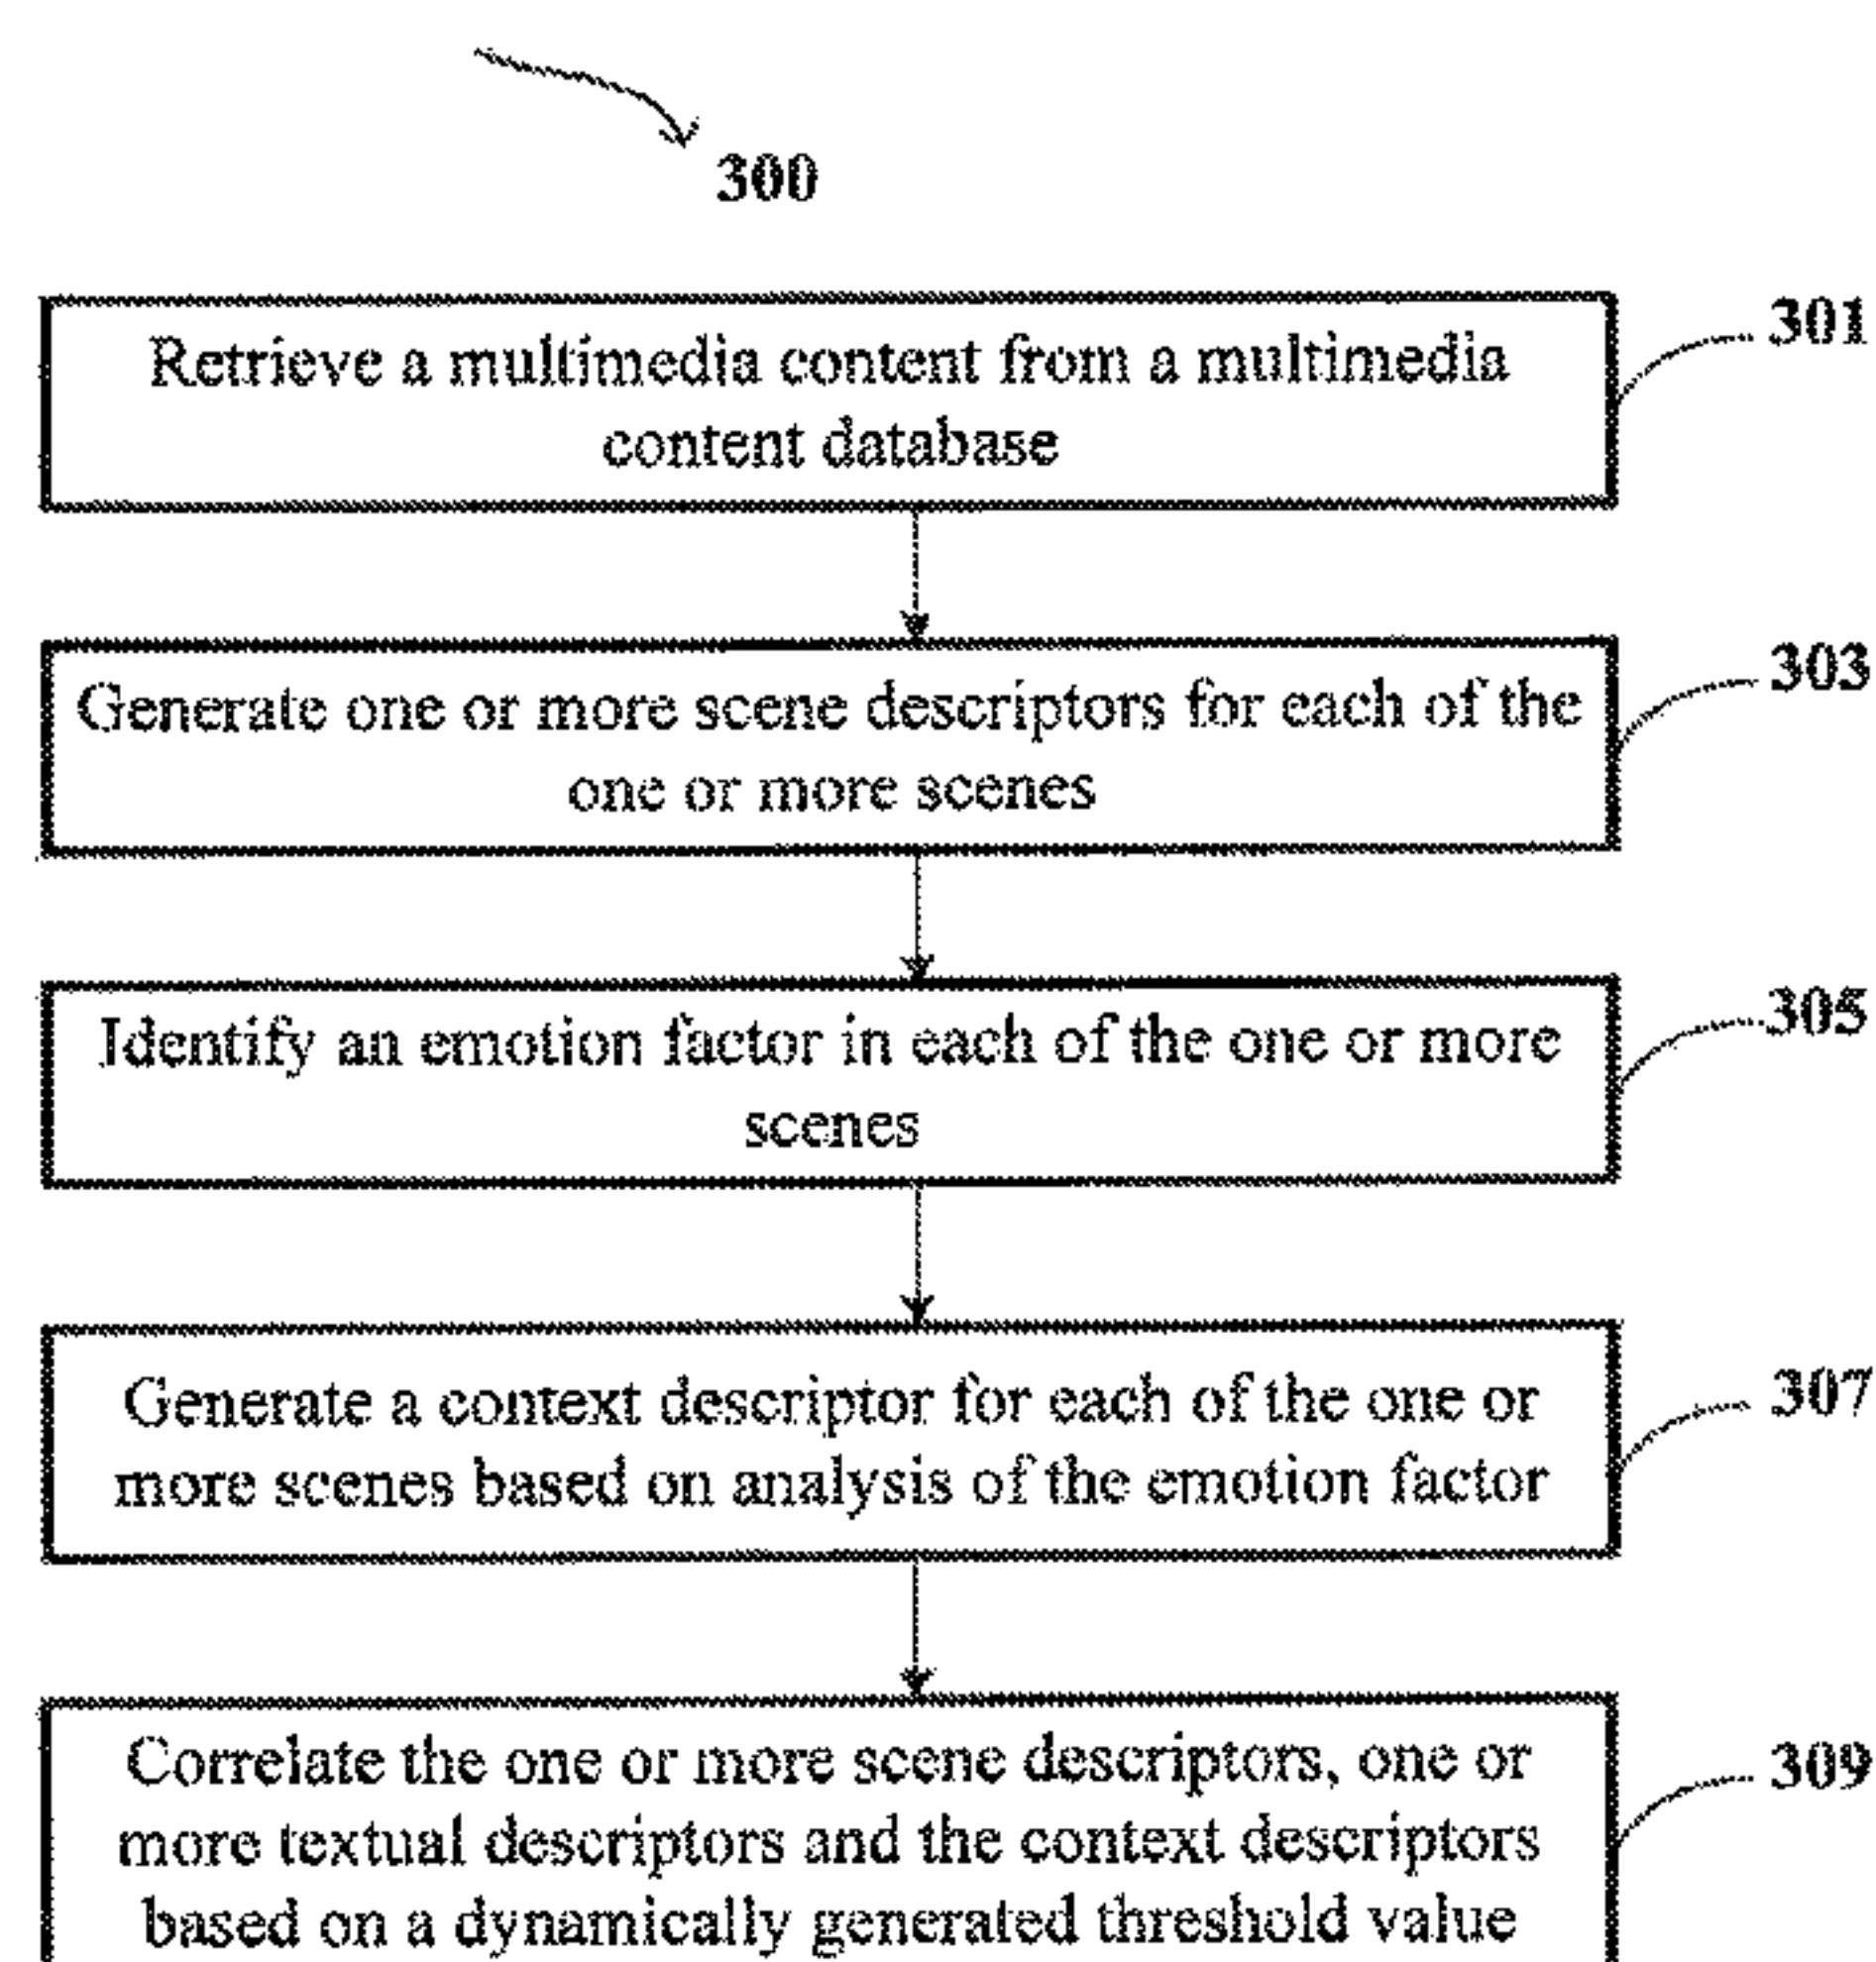 300
301
Retrieve a multimedia content from a multimedia
content database
303
Generate one or more scene descriptors for each of the
one or more scenes
305
Identify an emotion factor in each of the one or more
scenes
307
Generate a context descriptor for each of the one or
more scenes based on analysis of the emotion factor
309
Correlate the one or more scene descriptors, one or
more textual descriptors and the context descriptors
based on a dynamically generated threshold value